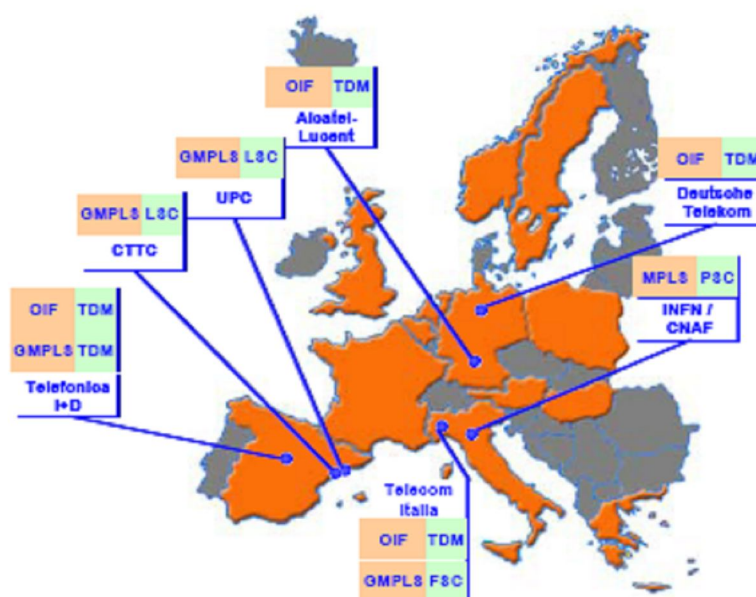 OIF TDM
Alcatel-
Lucent
GMPLS LSC
UPC
GMPLS LSC
CTTC
OIF TDM
GMPLS TDM
Telefonica
I+D
OIF TDM
Deutsche
Telekom
MPLS PSC
INFN /
CNAF
Telecom
Italia
OIF TDM
GMPLS FSC